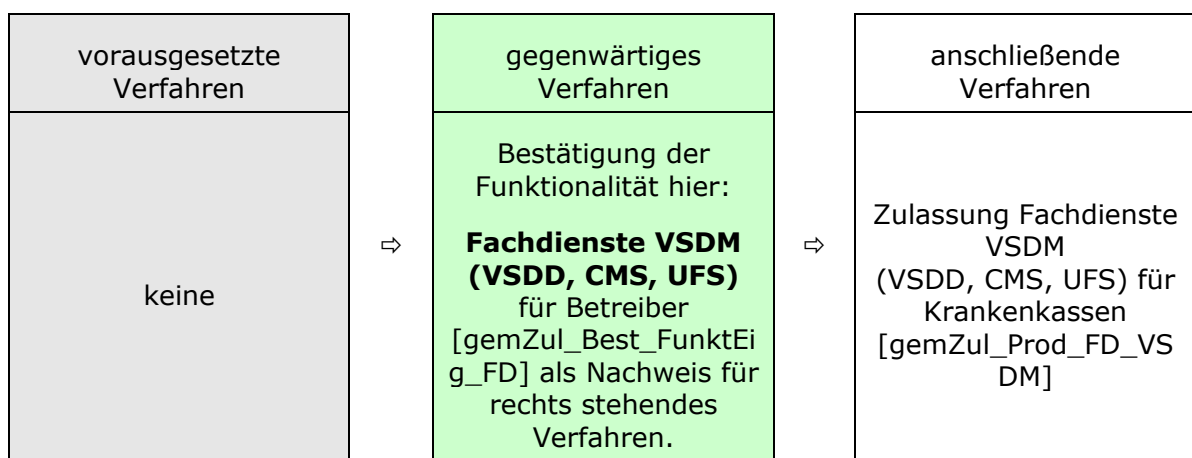 vorausgesetzte
Verfahren
keine
⇨
gegenwärtiges
Verfahren
Bestätigung der
Funktionalität hier:
Fachdienste VSDM
(VSDD, CMS, UFS)
für Betreiber
[gemZul_Best_FunktEi
g_FD] als Nachweis für
rechts stehendes
Verfahren.
⇨
anschließende
Verfahren
Zulassung Fachdienste
VSDM
(VSDD, CMS, UFS) für
Krankenkassen
[gemZul_Prod_FD_VS
DM]